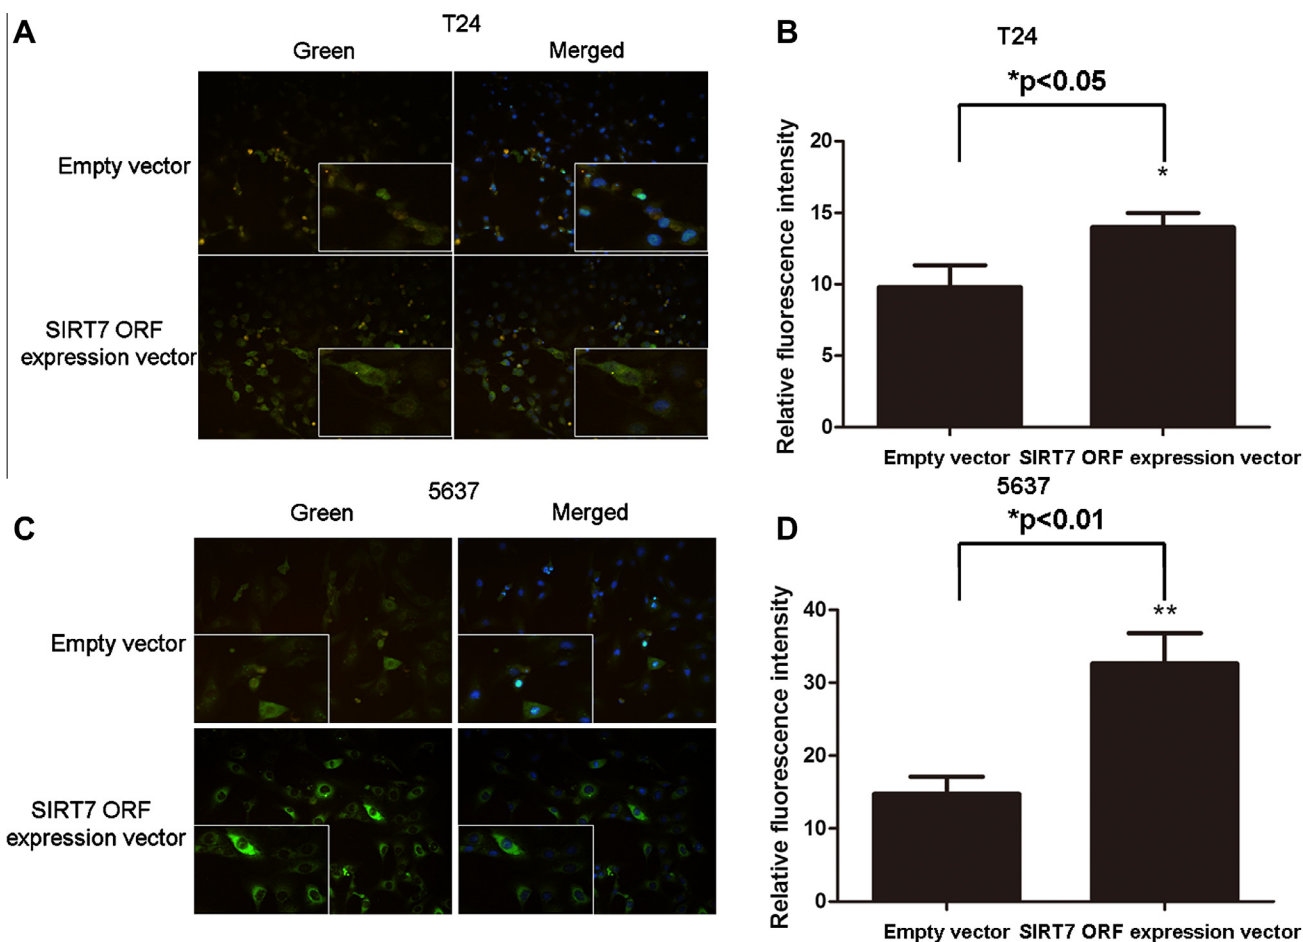 A
T24
Green
Merged
Empty vector
SIRT7 ORF
expression vector
B
T24
*p<0.05
Relative fluorescence intensity
20
15
10
5
0
*
Empty vector
SIRT7 ORF expression vector
C
5637
Green
Merged
Empty vector
SIRT7 ORF
expression vector
D
5637
*p<0.01
Relative fluorescence intensity
40
30
20
10
0
**
Empty vector
SIRT7 ORF expression vector